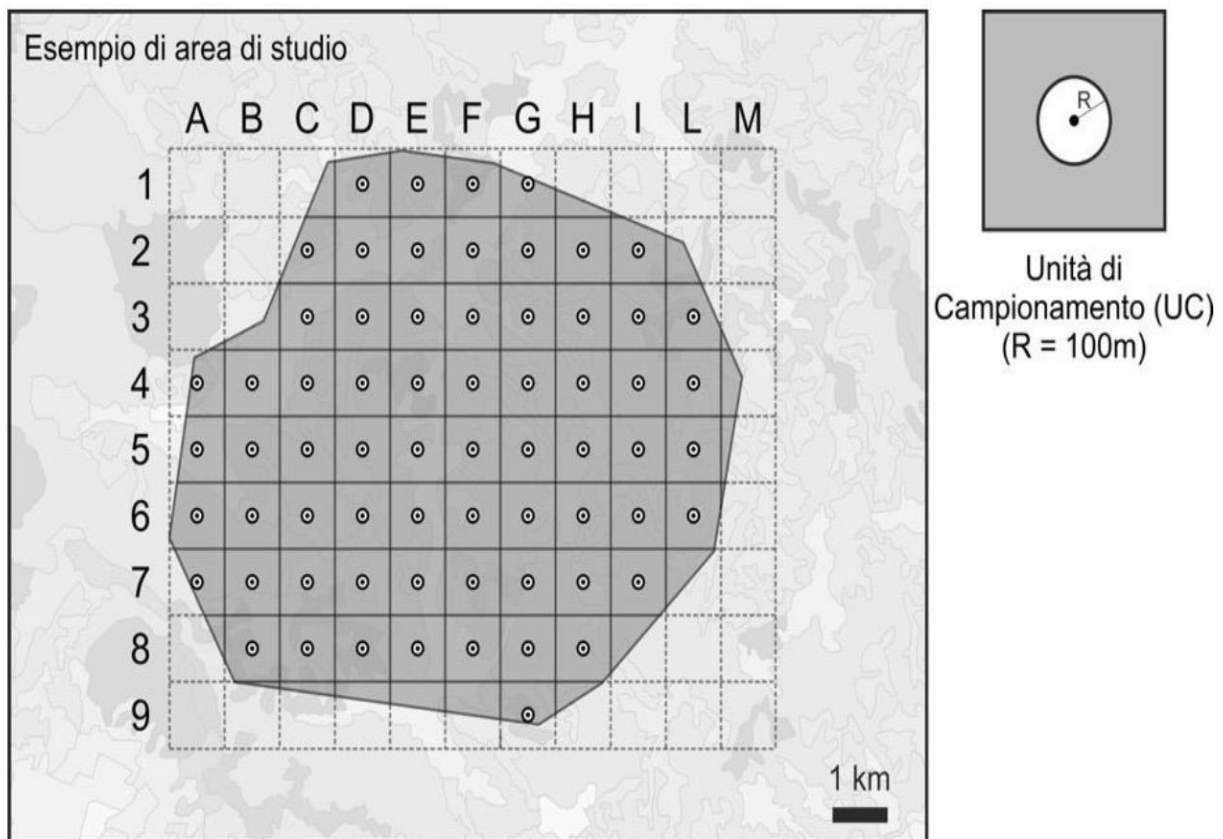 Esempio di area di studio
A B C D E F G H I L M
1
2
3
4
5
6
7
8
9
1 km
R
Unità di
Campionamento (UC)
(R = 100m)